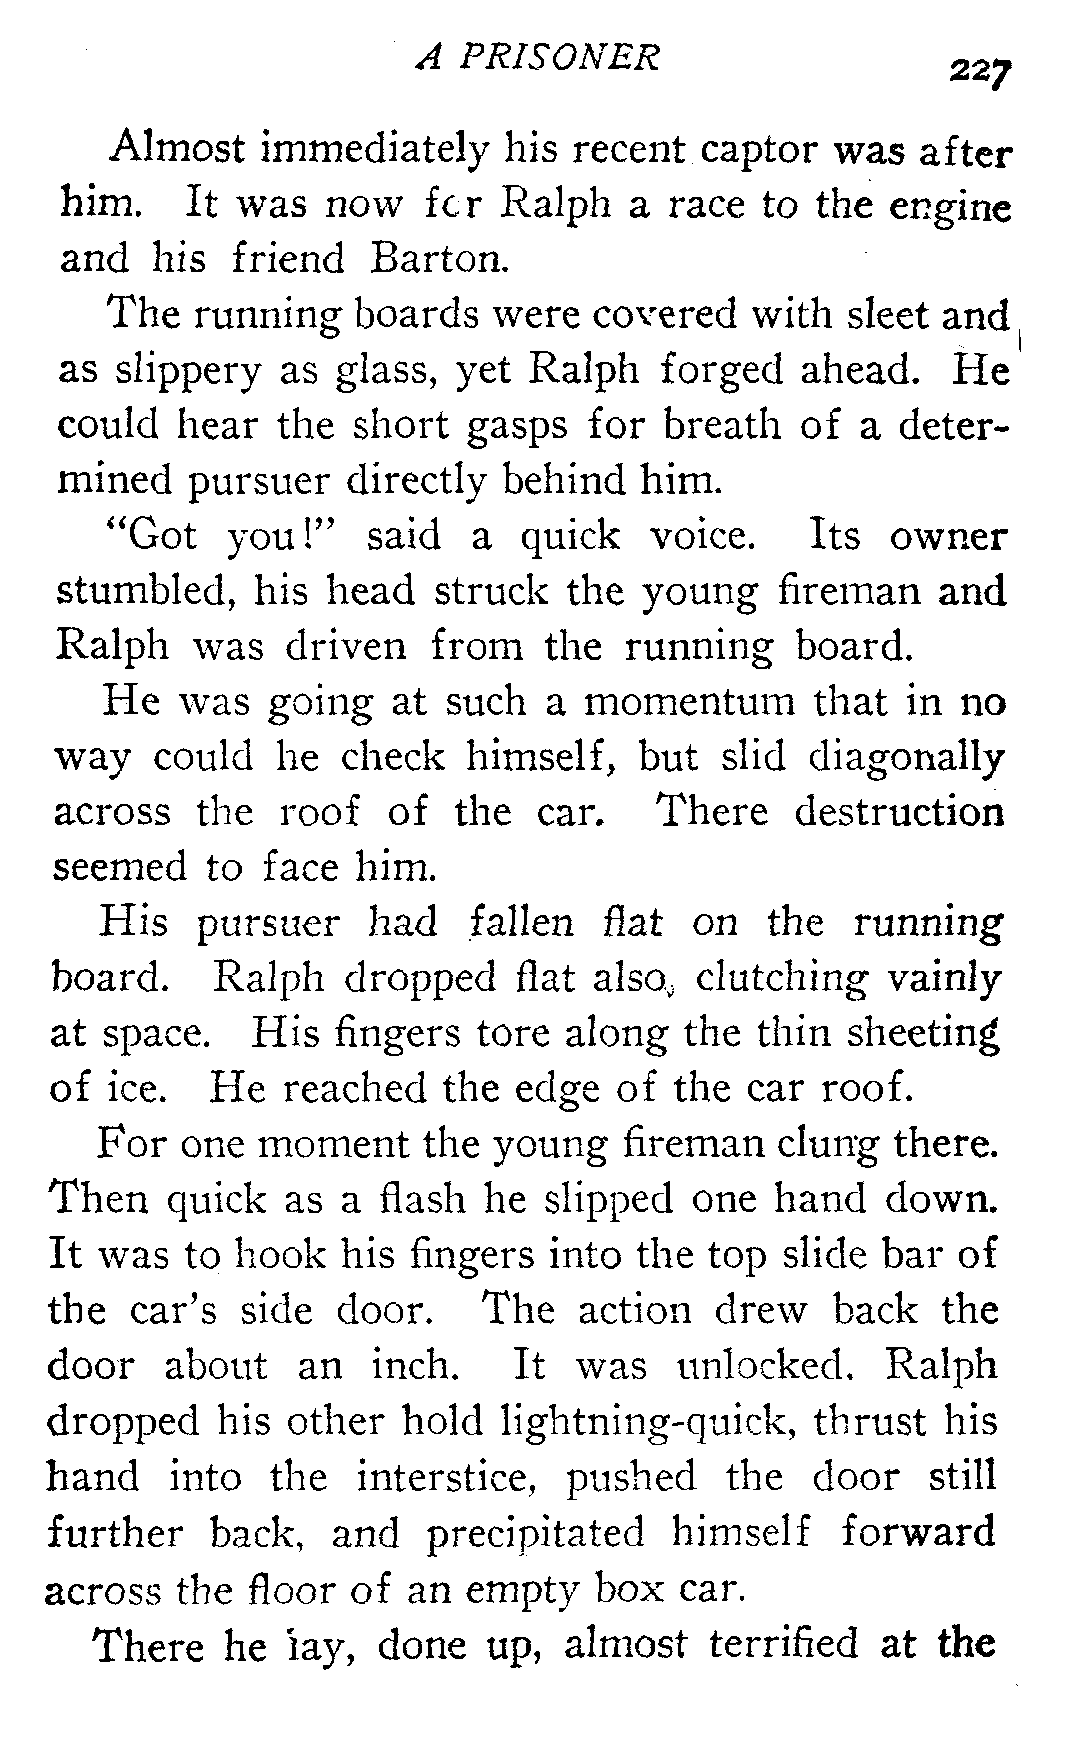 A PRISONER
227
Almost immediately his recent captor was after
him. It was now for Ralph a race to the engine
and his friend Barton.
The running boards were covered with sleet and
as slippery as glass, yet Ralph forged ahead. He
could hear the short gasps for breath of a deter-
mined pursuer directly behind him.
"Got you!" said a quick voice. Its owner
stumbled, his head struck the young fireman and
Ralph was driven from the running board.
He was going at such a momentum that in no
way could he check himself, but slid diagonally
across the roof of the car. There destruction
seemed to face him.
His pursuer had fallen flat on the running
board. Ralph dropped flat also, clutching vainly
at space. His fingers tore along the thin sheeting
of ice. He reached the edge of the car roof.
For one moment the young fireman clung there.
Then quick as a flash he slipped one hand down.
It was to hook his fingers into the top slide bar of
the car's side door. The action drew back the
door about an inch. It was unlocked. Ralph
dropped his other hold lightning-quick, thrust his
hand into the interstice, pushed the door still
further back, and precipitated himself forward
across the floor of an empty box car.
There he lay, done up, almost terrified at the